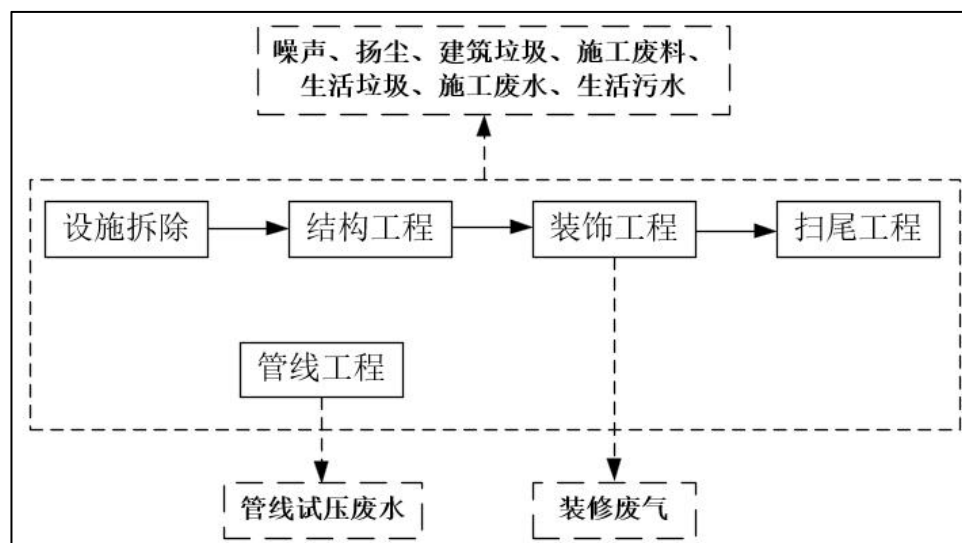 噪声、扬尘、建筑垃圾、施工废料、
生活垃圾、施工废水、生活污水
设施拆除
结构工程
装饰工程
扫尾工程
管线工程
管线试压废水
装修废气